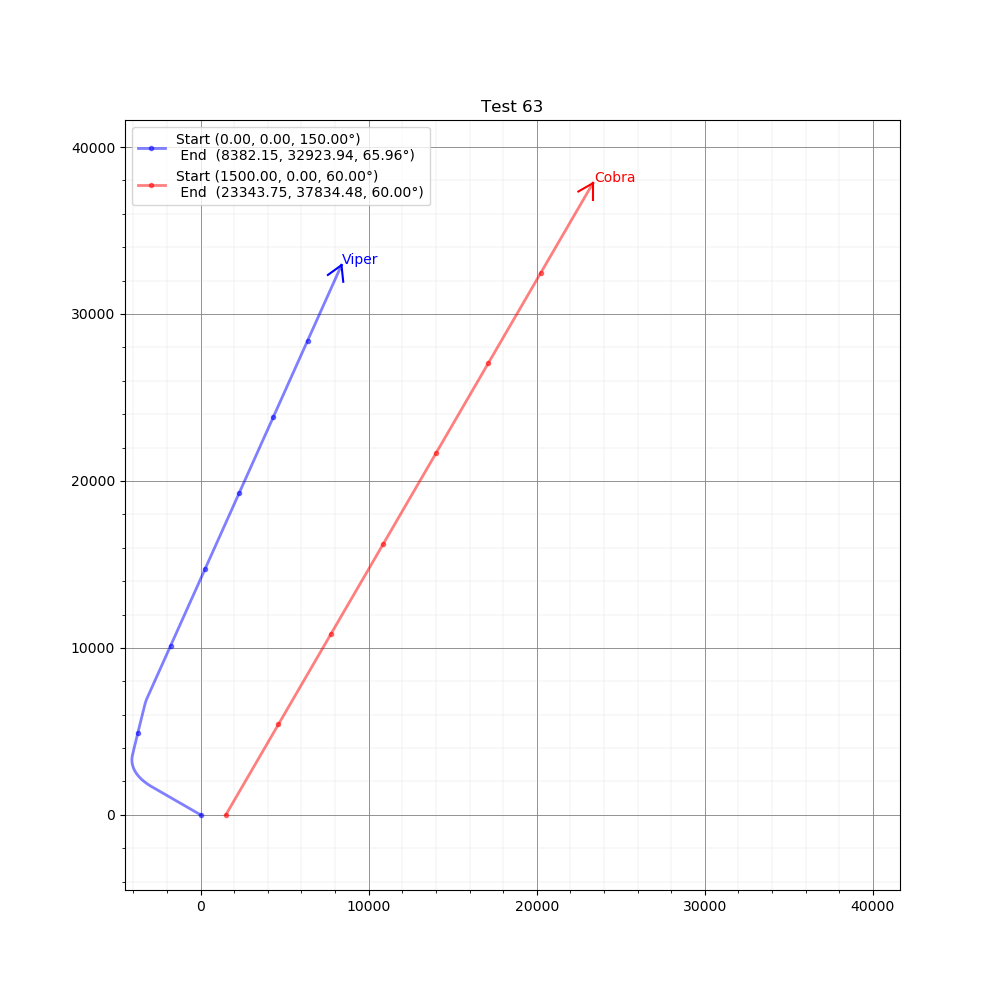 Test 63
Start (0.00, 0.00, 150.00°)
End (8382.15, 32923.94, 65.96°)
Start (1500.00, 0.00, 60.00°)
End (23343.75, 37834.48, 60.00°)
40000
Cobra
Viper
30000
20000
10000
0
0 10000 20000 30000 40000